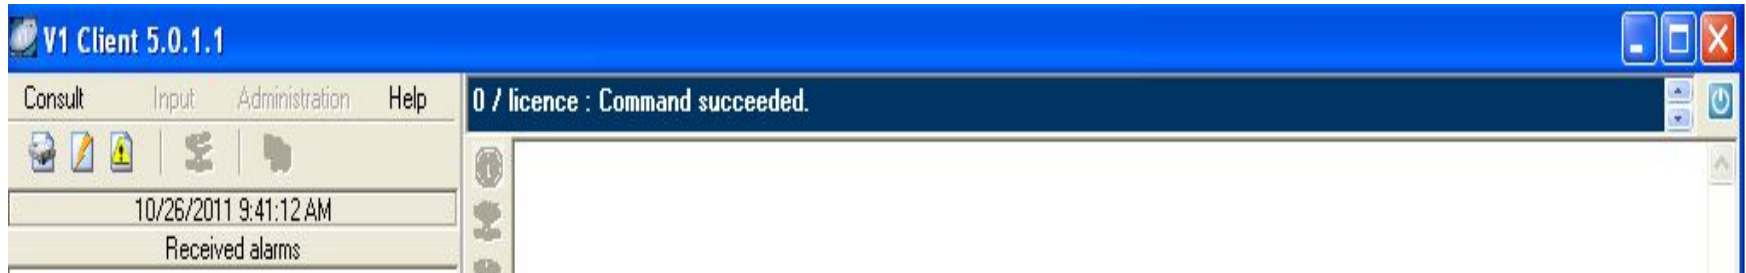 V1 Client 5.0.1.1
Consult Input Administration Help
0 / licence : Command succeeded.
10/26/2011 9:41:12 AM
Received alarms